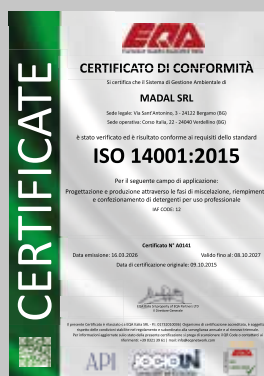 CERTIFICATE
EQA
CERTIFICATO DI CONFORMITÀ
Si certifica che il Sistema di Gestione Ambientale di
MADAL SRL
Sede legale: Via Sant'Antonino, 3 - 24122 Bergamo (BG)
Sede operativa: Corso Italia, 22 - 24040 Verdellino (BG)
è stato verificato ed è risultato conforme ai requisiti dello standard
ISO 14001:2015
Per il seguente campo di applicazione:
Progettazione e produzione attraverso le fasi di miscelazione, riempiment
e confezionamento di detergenti per uso professionale
IAF CODE: 12
Certificato N° A0141
Data emissione: 16.03.2026 Valido fino al: 08.10.2027
Data di certificazione originale: 09.10.2015
API